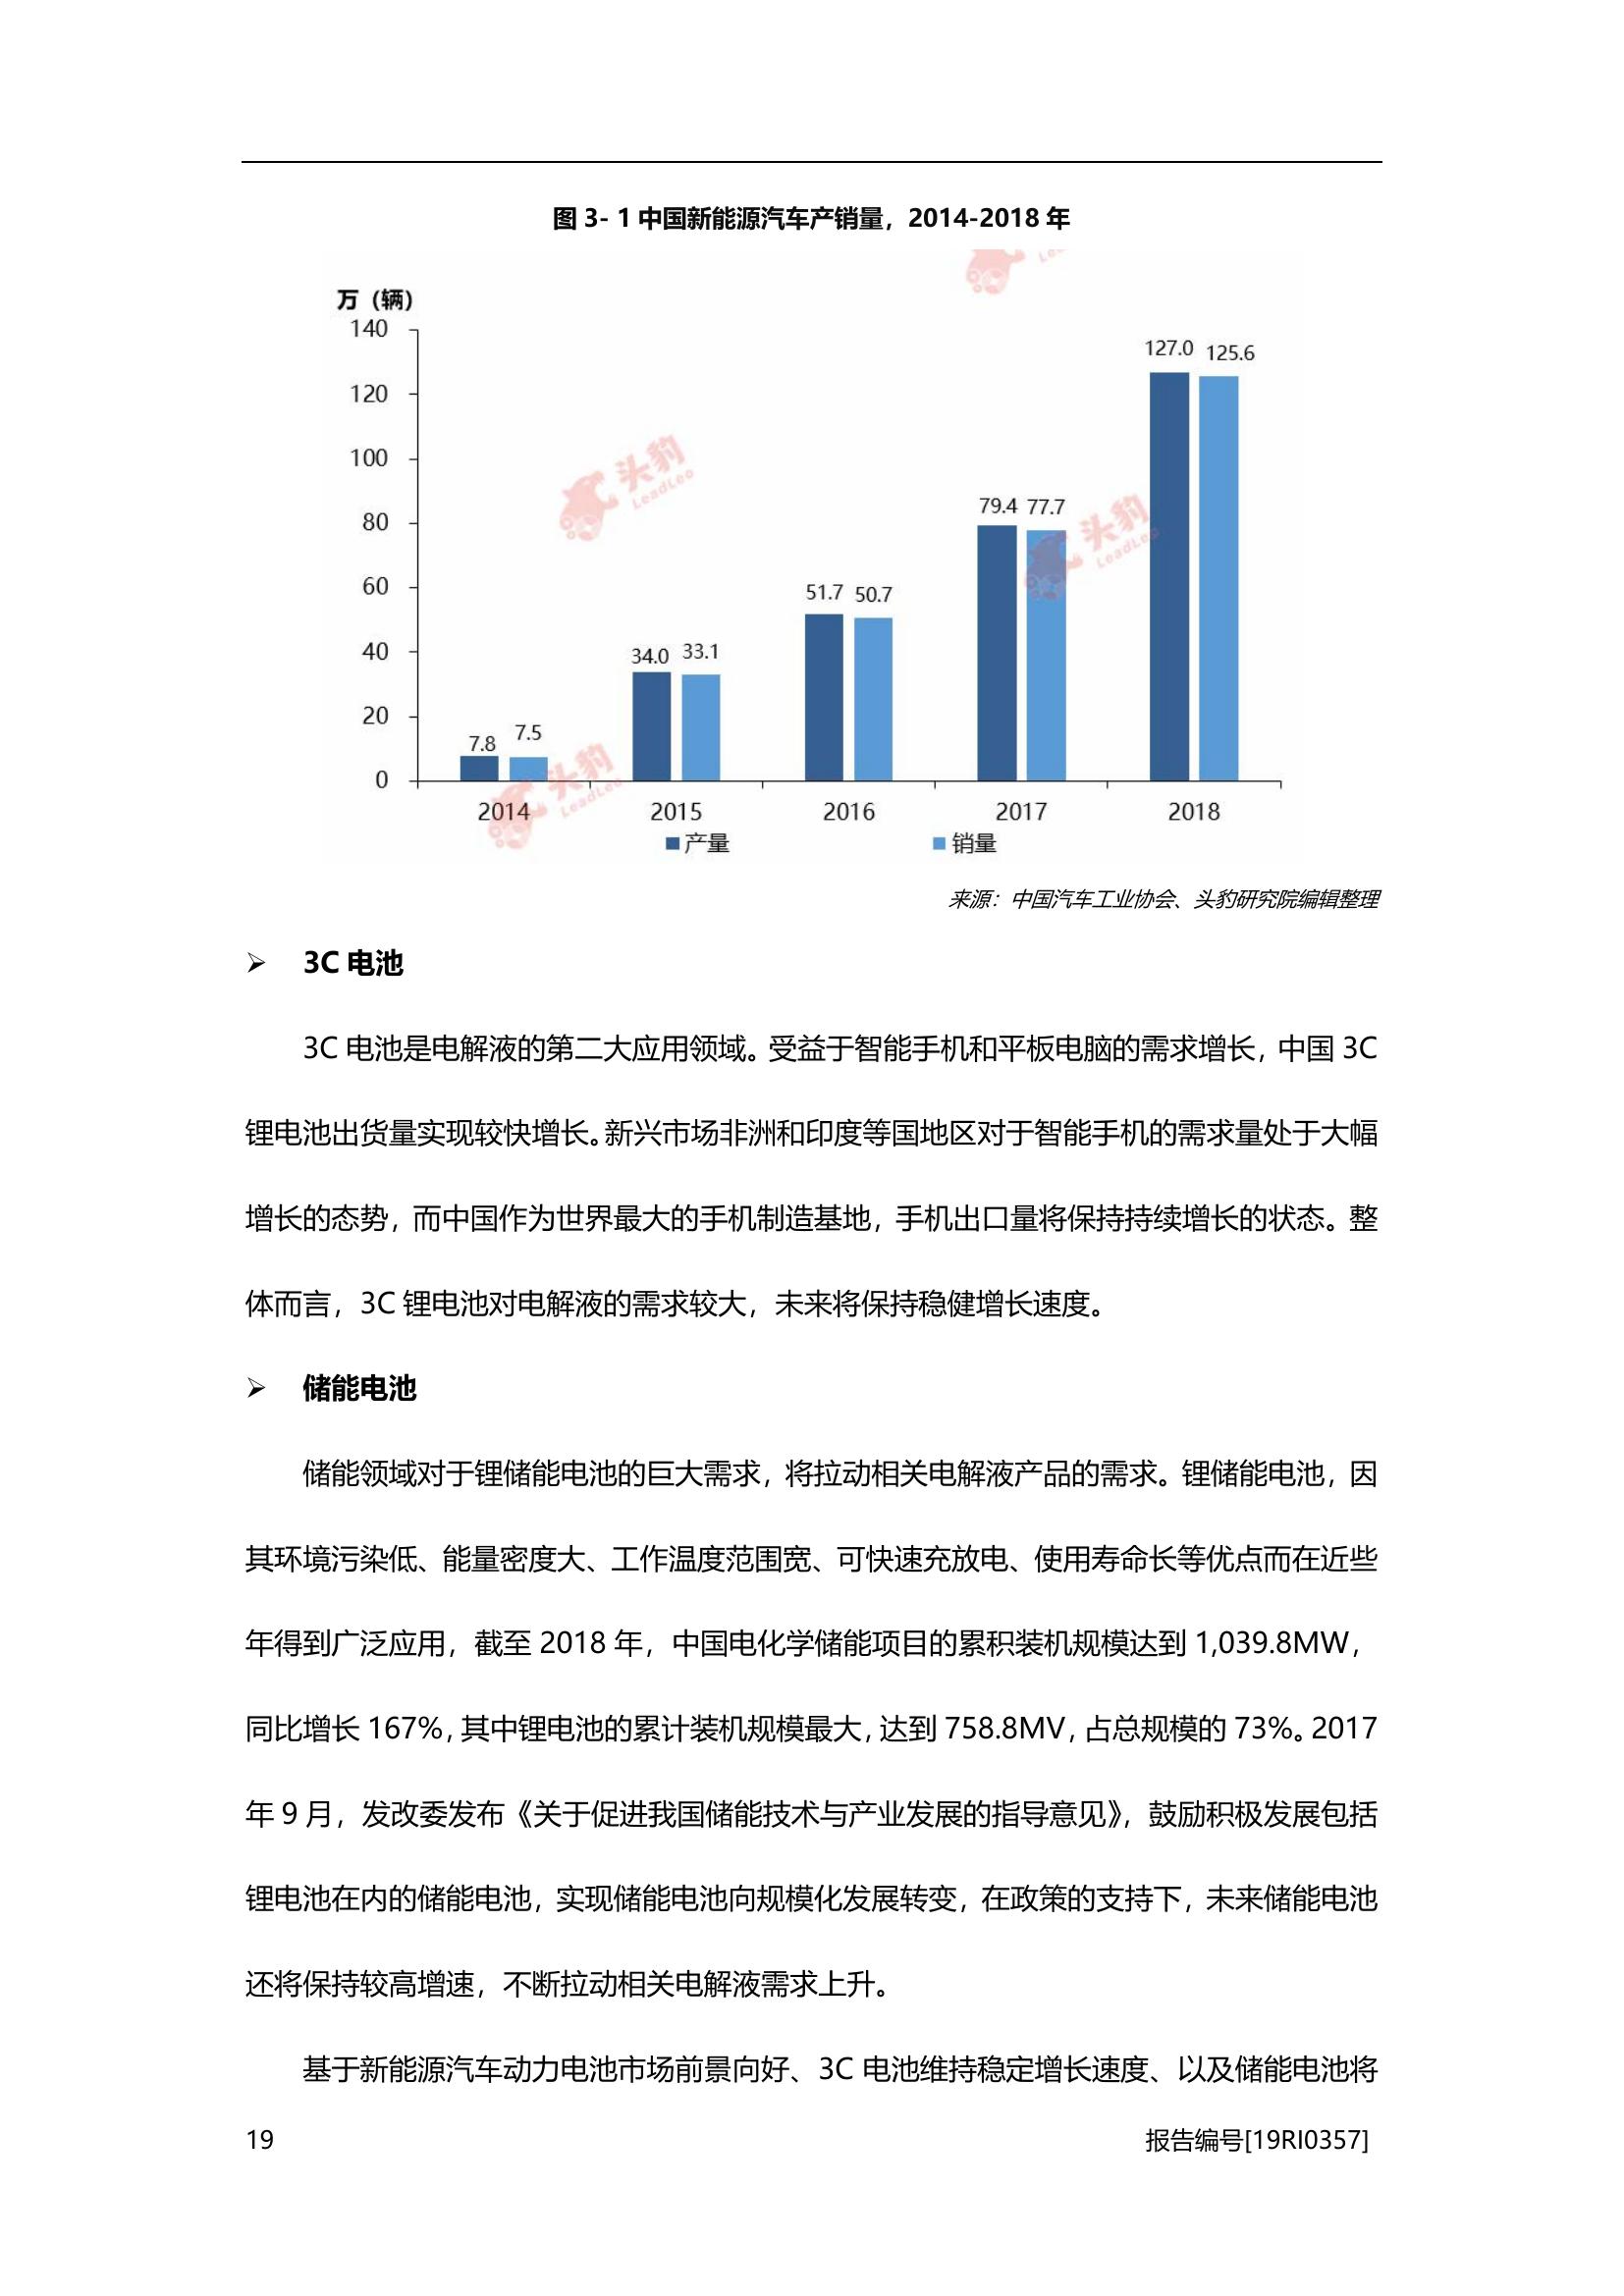 图 3- 1 中国新能源汽车产销量，2014-2018 年
万（辆）
140
120
100
80
60
40
20
0
7.8 7.5
34.0 33.1
51.7 50.7
79.4 77.7
127.0 125.6
2014 2015 2016 2017 2018
产量 销量
头豹
LeadLeo
头豹
LeadLeo
头豹
LeadLeo
来源：中国汽车工业协会、头豹研究院编辑整理
➢ 3C 电池
3C 电池是电解液的第二大应用领域。受益于智能手机和平板电脑的需求增长，中国 3C
锂电池出货量实现较快增长。新兴市场非洲和印度等国地区对于智能手机的需求量处于大幅
增长的态势，而中国作为世界最大的手机制造基地，手机出口量将保持持续增长的状态。整
体而言，3C 锂电池对电解液的需求较大，未来将保持稳健增长速度。
➢ 储能电池
储能领域对于锂储能电池的巨大需求，将拉动相关电解液产品的需求。锂储能电池，因
其环境污染低、能量密度大、工作温度范围宽、可快速充放电、使用寿命长等优点而在近些
年得到广泛应用，截至 2018 年，中国电化学储能项目的累积装机规模达到 1,039.8MW，
同比增长 167%，其中锂电池的累计装机规模最大，达到 758.8MV，占总规模的 73%。2017
年 9 月，发改委发布《关于促进我国储能技术与产业发展的指导意见》，鼓励积极发展包括
锂电池在内的储能电池，实现储能电池向规模化发展转变，在政策的支持下，未来储能电池
还将保持较高增速，不断拉动相关电解液需求上升。
基于新能源汽车动力电池市场前景向好、3C 电池维持稳定增长速度、以及储能电池将
19 报告编号[19RI0357]